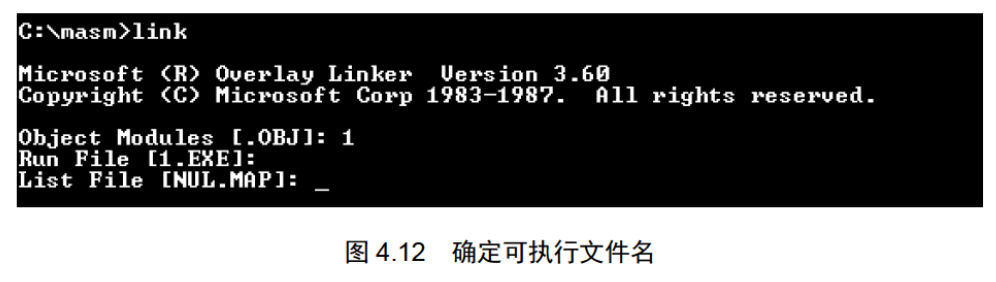 C:\masm>link
Microsoft (R) Overlay Linker  Version 3.60
Copyright (C) Microsoft Corp 1983-1987.  All rights reserved.
Object Modules [.OBJ]: 1
Run File [1.EXE]:
List File [NUL.MAP]: _
图 4.12 确定可执行文件名